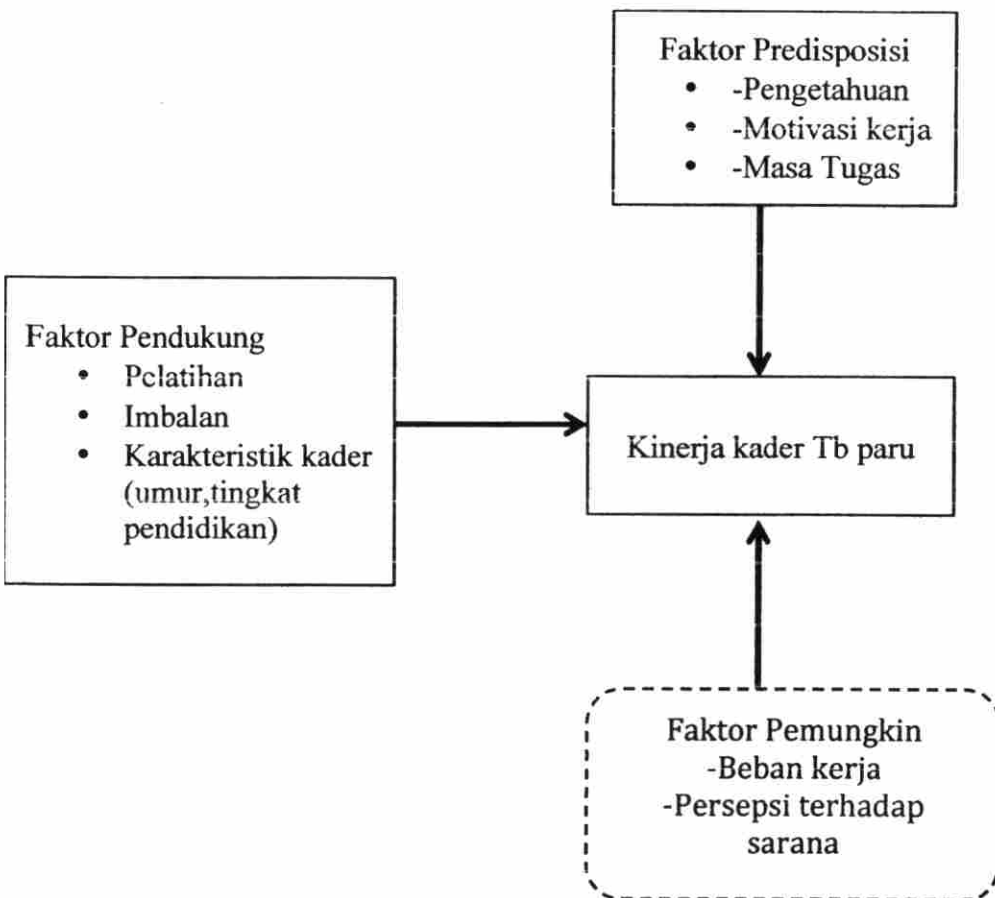 Faktor Predisposisi
• -Pengetahuan
• -Motivasi kerja
• -Masa Tugas
Faktor Pendukung
• Pelatihan
• Imbalan
• Karakteristik kader
(umur,tingkat
pendidikan)
Kinerja kader Tb paru
Faktor Pemungkin
-Beban kerja
-Persepsi terhadap
sarana